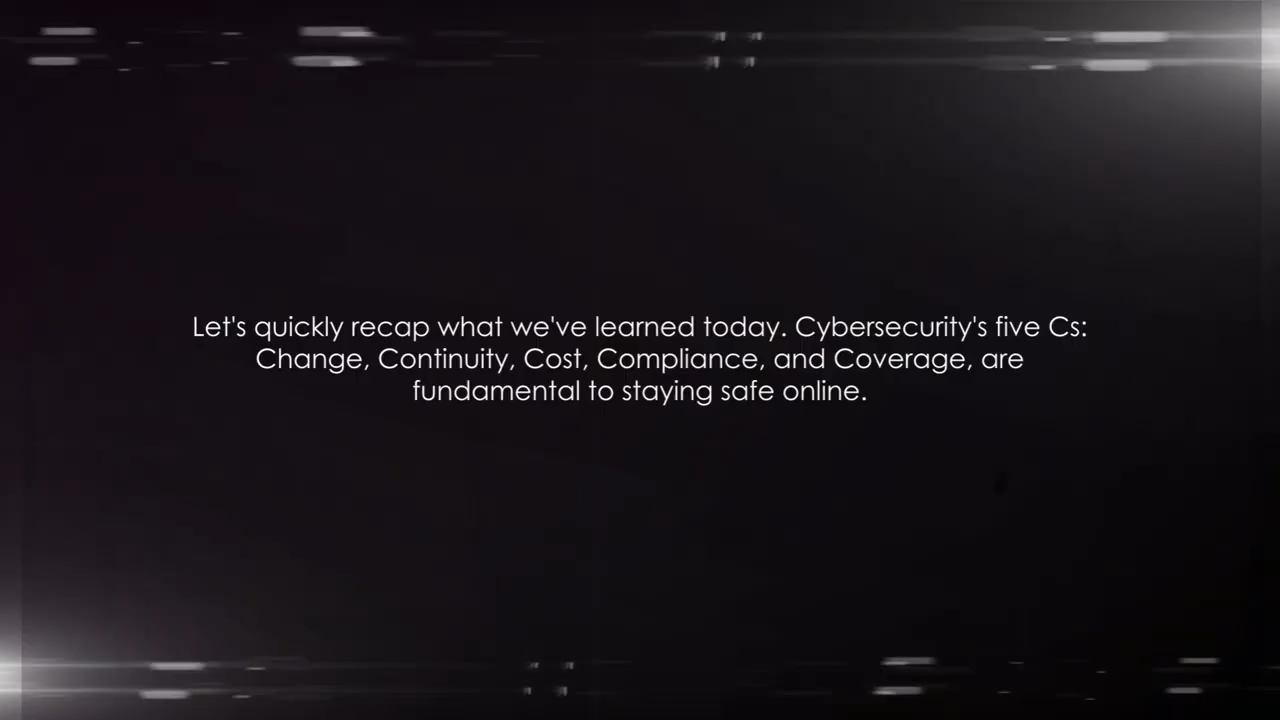 Let's quickly recap what we've learned today. Cybersecurity's five Cs:
Change, Continuity, Cost, Compliance, and Coverage, are
fundamental to staying safe online.